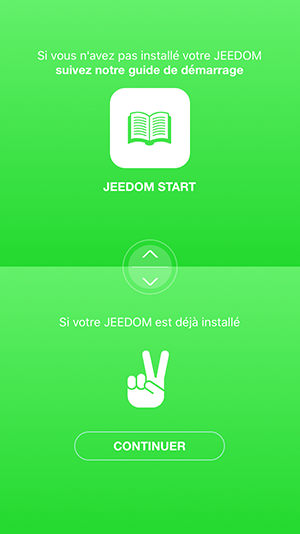 Si vous n'avez pas installé votre JEEDOM
suivez notre guide de démarrage
JEEDOM START
Si votre JEEDOM est déjà installé
CONTINUER